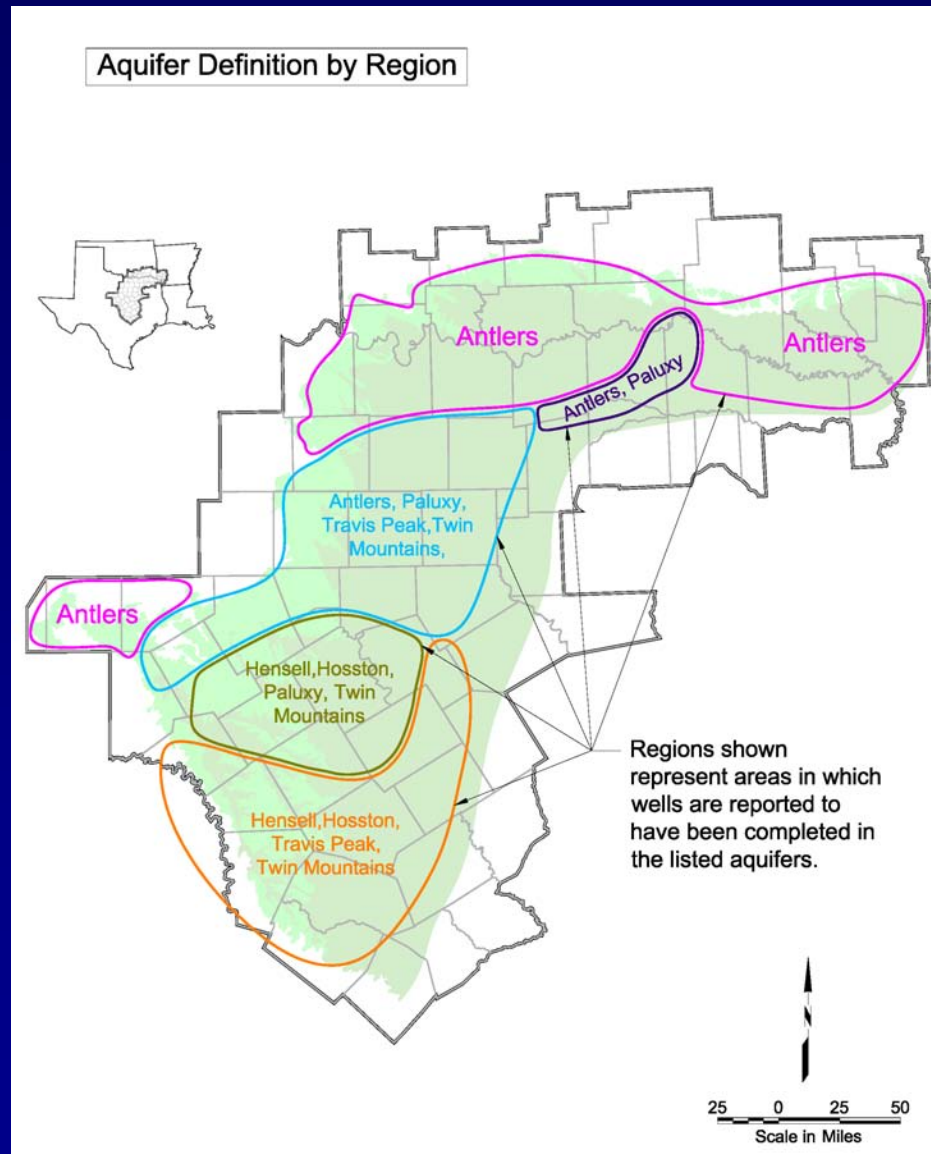 Aquifer Definition by Region
Antlers
Antlers
Antlers, Paluxy
Antlers, Paluxy,
Travis Peak,Twin
Mountains,
Antlers
Hensell,Hosston,
Paluxy, Twin
Mountains
Regions shown
represent areas in which
wells are reported to
have been completed in
the listed aquifers.
Hensell,Hosston,
Travis Peak,
Twin Mountains
N
25 0 25 50
Scale in Miles